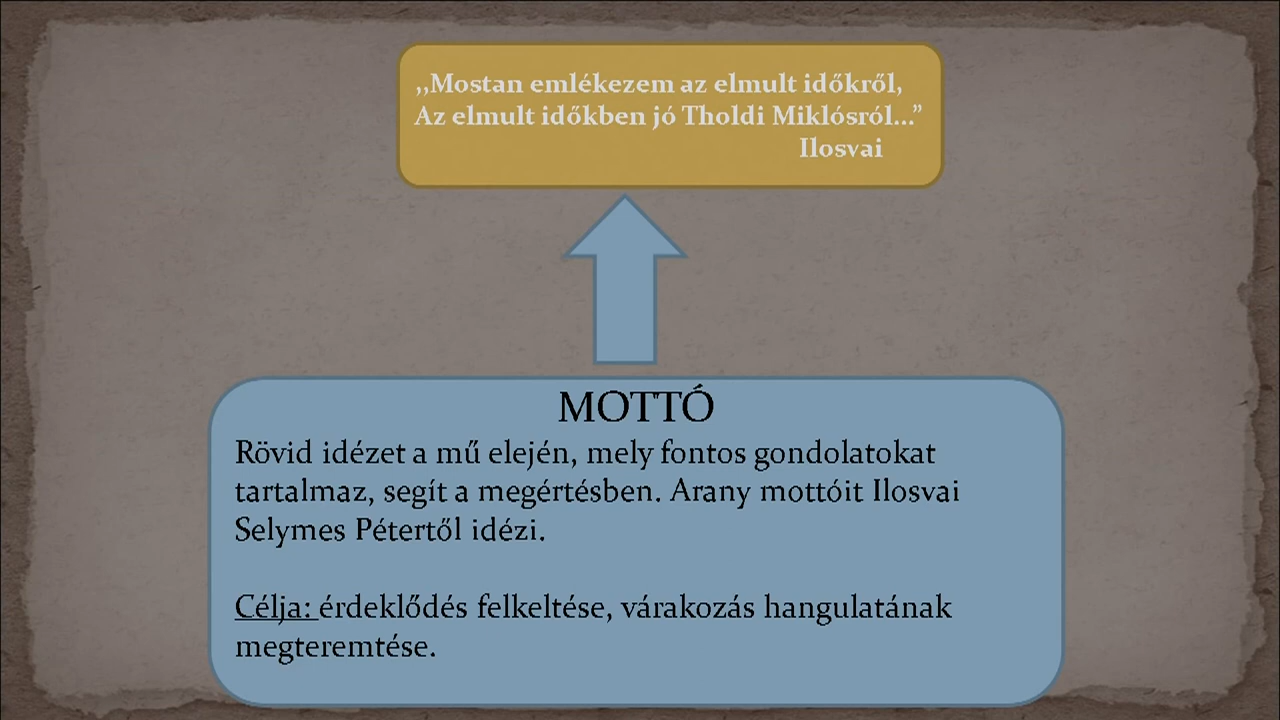 ,,Mostan emlékezem az elmult időkről,
Az elmult időkben jó Tholdi Miklósról...”
Ilosvai
MOTTÓ
Rövid idézet a mű elején, mely fontos gondolatokat
tartalmaz, segít a megértésben. Arany mottóit Ilosvai
Selymes Pétertől idézi.
Célja: érdeklődés felkeltése, várakozás hangulatának
megteremtése.